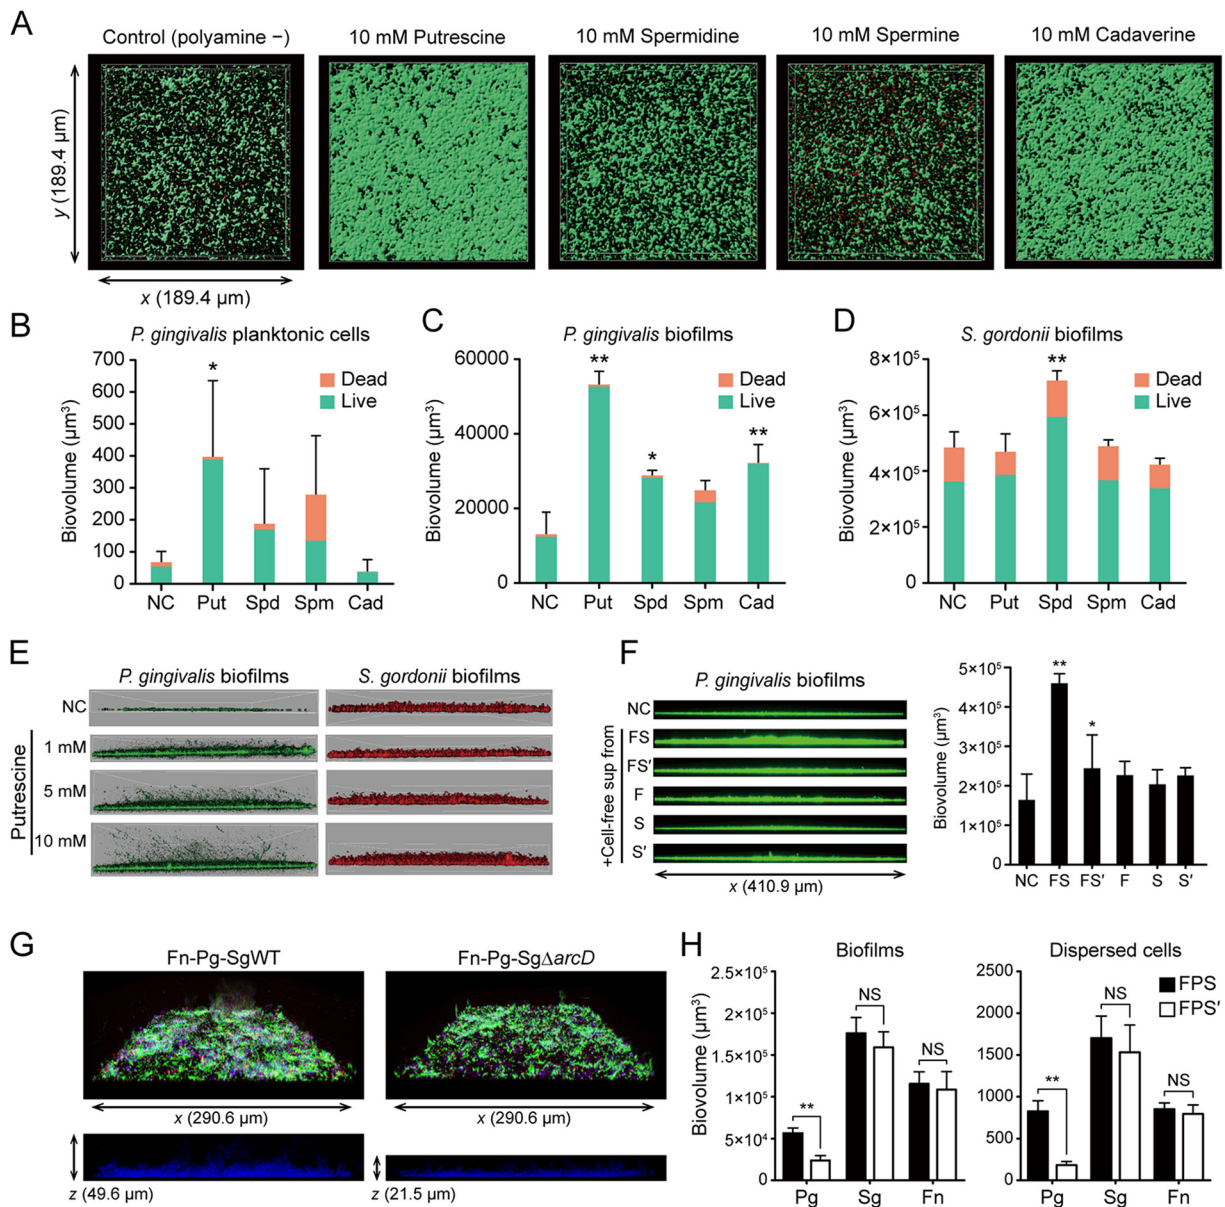 A
Control (polyamine −)
10 mM Putrescine
10 mM Spermidine
10 mM Spermine
10 mM Cadaverine
y (189.4 µm)
x (189.4 µm)
B
P. gingivalis planktonic cells
Biovolume (µm³)
700
600
500
400
300
200
100
0
*
Dead
Live
NC Put Spd Spm Cad
C
P. gingivalis biofilms
Biovolume (µm³)
60000
40000
20000
0
**
*
**
Dead
Live
NC Put Spd Spm Cad
D
S. gordonii biofilms
Biovolume (µm³)
8×10⁵
6×10⁵
4×10⁵
2×10⁵
0
**
Dead
Live
NC Put Spd Spm Cad
E
P. gingivalis biofilms
S. gordonii biofilms
NC
Putrescine
1 mM
5 mM
10 mM
F
P. gingivalis biofilms
NC
+Cell-free sup from
FS
FS′
F
S
S′
x (410.9 µm)
Biovolume (µm³)
5×10⁵
4×10⁵
3×10⁵
2×10⁵
1×10⁵
0
**
*
NC FS FS′ F S S′
G
Fn-Pg-SgWT
Fn-Pg-SgΔarcD
x (290.6 µm)
x (290.6 µm)
z (49.6 µm)
z (21.5 µm)
H
Biofilms
Biovolume (µm³)
2.5×10⁵
2×10⁵
1.5×10⁵
1×10⁵
5×10⁴
0
**
NS
NS
Pg Sg Fn
Dispersed cells
2500
2000
1500
1000
500
0
**
NS
NS
FPS
FPS′
Pg Sg Fn